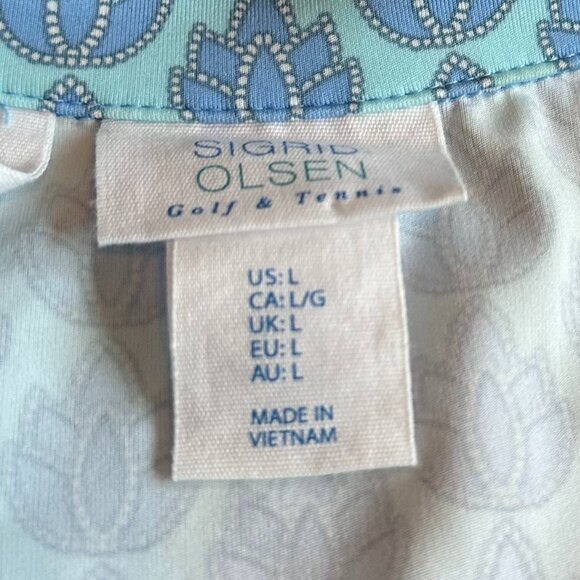 SIGRID
OLSEN
Golf & Tennis
US: L
CA: L/G
UK: L
EU: L
AU: L
MADE IN
VIETNAM